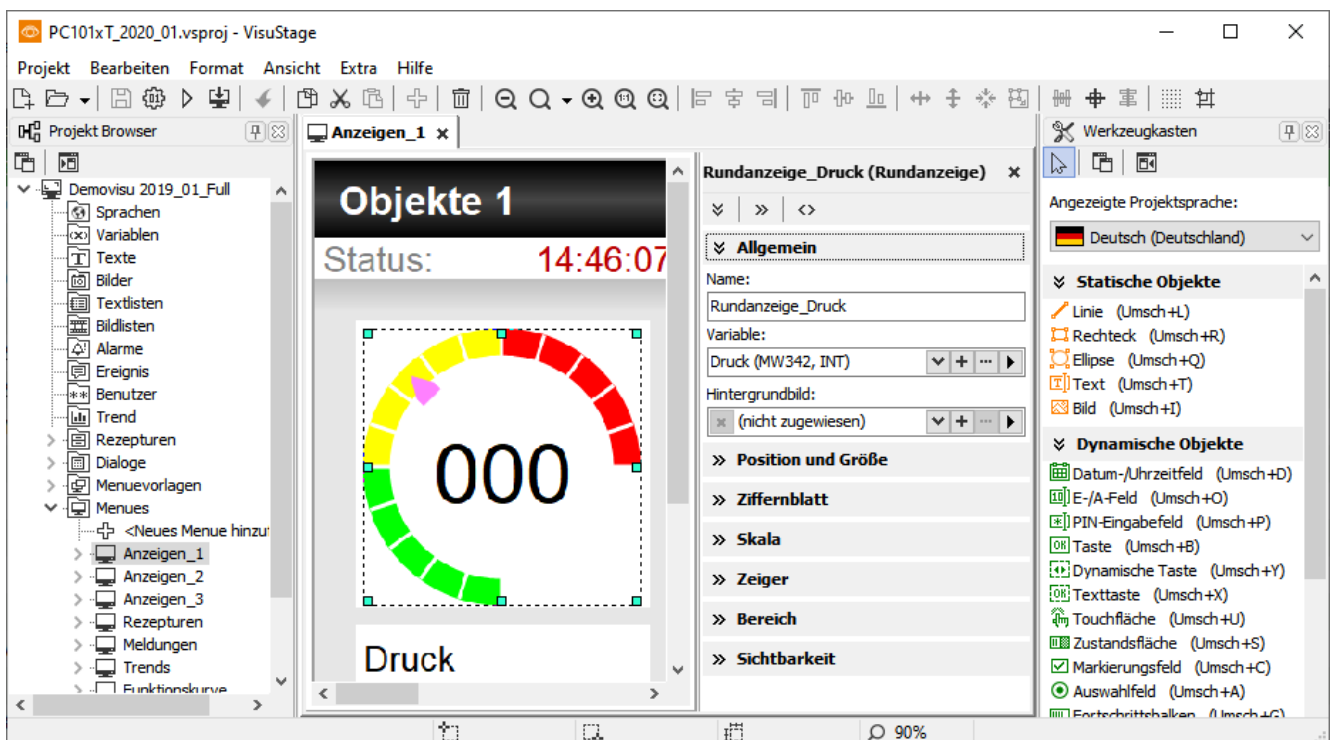 PC101xT_2020_01.vsproj - VisuStage
Projekt Bearbeiten Format Ansicht Extra Hilfe
Projekt Browser
Demovisu 2019_01_Full
Sprachen
Variablen
Texte
Bilder
Textlisten
Bildlisten
Alarme
Ereignis
Benutzer
Trend
Rezepturen
Dialoge
Menuevorlagen
Menues
<Neues Menue hinzu
Anzeigen_1
Anzeigen_2
Anzeigen_3
Rezepturen
Meldungen
Trends
Funktionskurve
Anzeigen_1
Objekte 1
Status: 14:46:07
000
Druck
Rundanzeige_Druck (Rundanzeige)
Allgemein
Name:
Rundanzeige_Druck
Variable:
Druck (MW342, INT)
Hintergrundbild:
(nicht zugewiesen)
Position und Größe
Ziffernblatt
Skala
Zeiger
Bereich
Sichtbarkeit
Werkzeugkasten
Angezeigte Projektsprache:
Deutsch (Deutschland)
Statische Objekte
Linie (Umsch+L)
Rechteck (Umsch+R)
Ellipse (Umsch+Q)
Text (Umsch+T)
Bild (Umsch+I)
Dynamische Objekte
Datum-/Uhrzeitfeld (Umsch+D)
E-/A-Feld (Umsch+O)
PIN-Eingabefeld (Umsch+P)
Taste (Umsch+B)
Dynamische Taste (Umsch+Y)
Texttaste (Umsch+X)
Touchfläche (Umsch+U)
Zustandsfläche (Umsch+S)
Markierungsfeld (Umsch+C)
Auswahlfeld (Umsch+A)
Fortschrittsbalken (Umsch+G)
90%